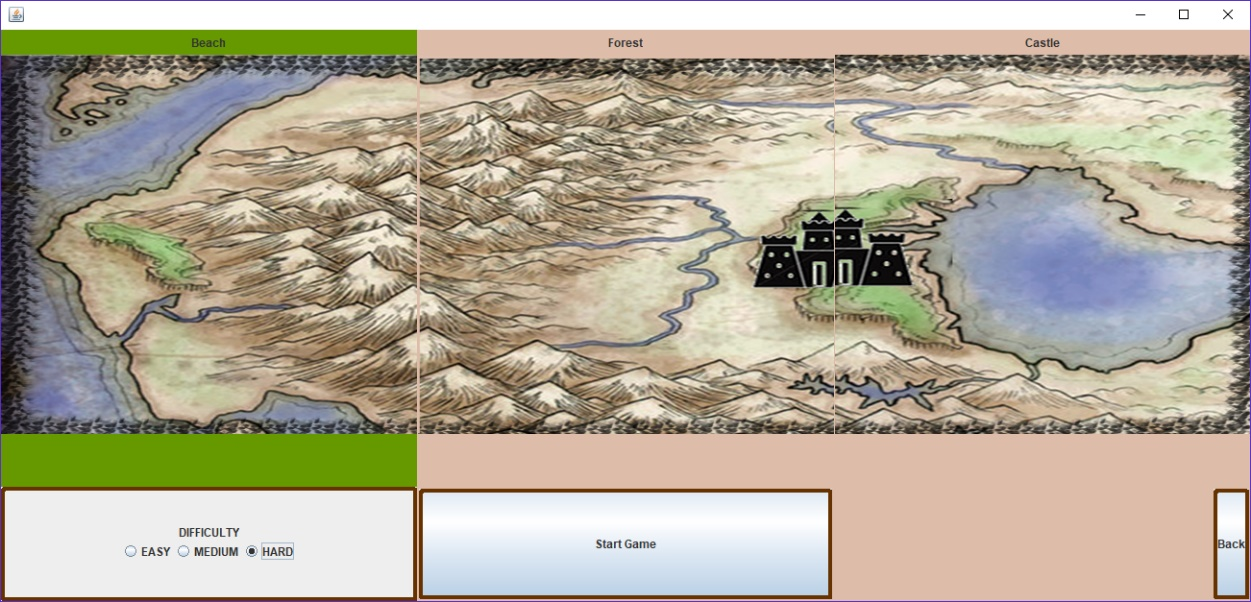 Beach Forest Castle
DIFFICULTY
EASY MEDIUM HARD
Start Game
Back